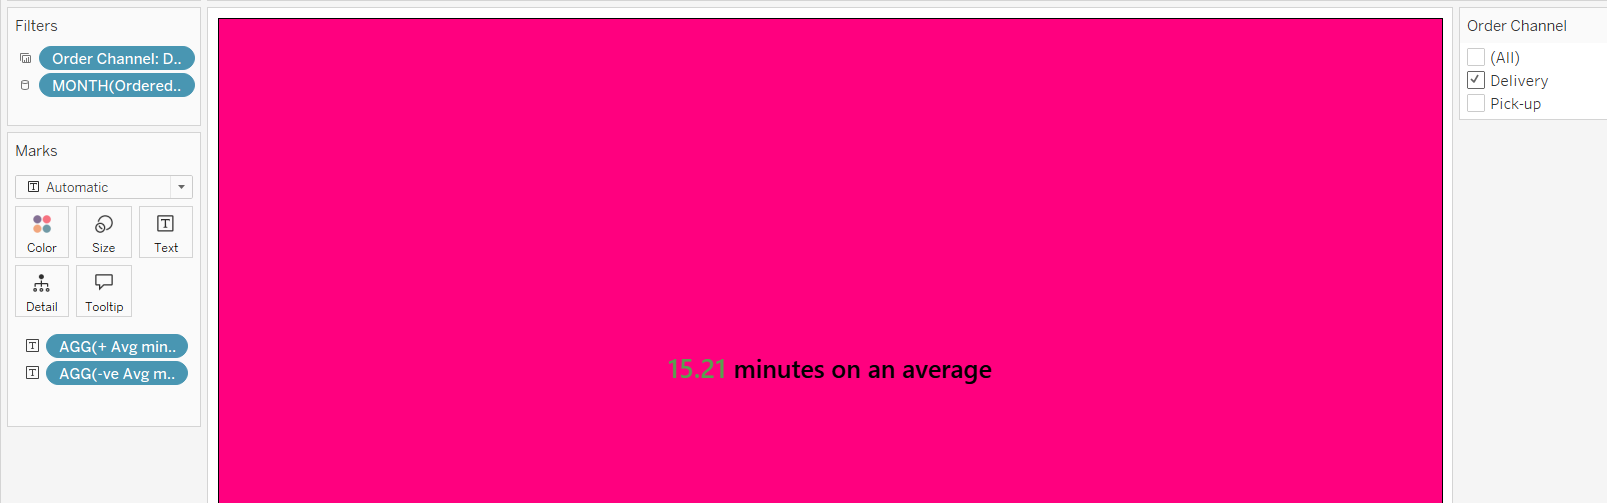 Filters
Order Channel: D..
MONTH(Ordered..
Marks
Automatic
Color
Size
Text
Detail
Tooltip
AGG(+ Avg min..
AGG(-ve Avg m..
15.21 minutes on an average
Order Channel
(All)
Delivery
Pick-up